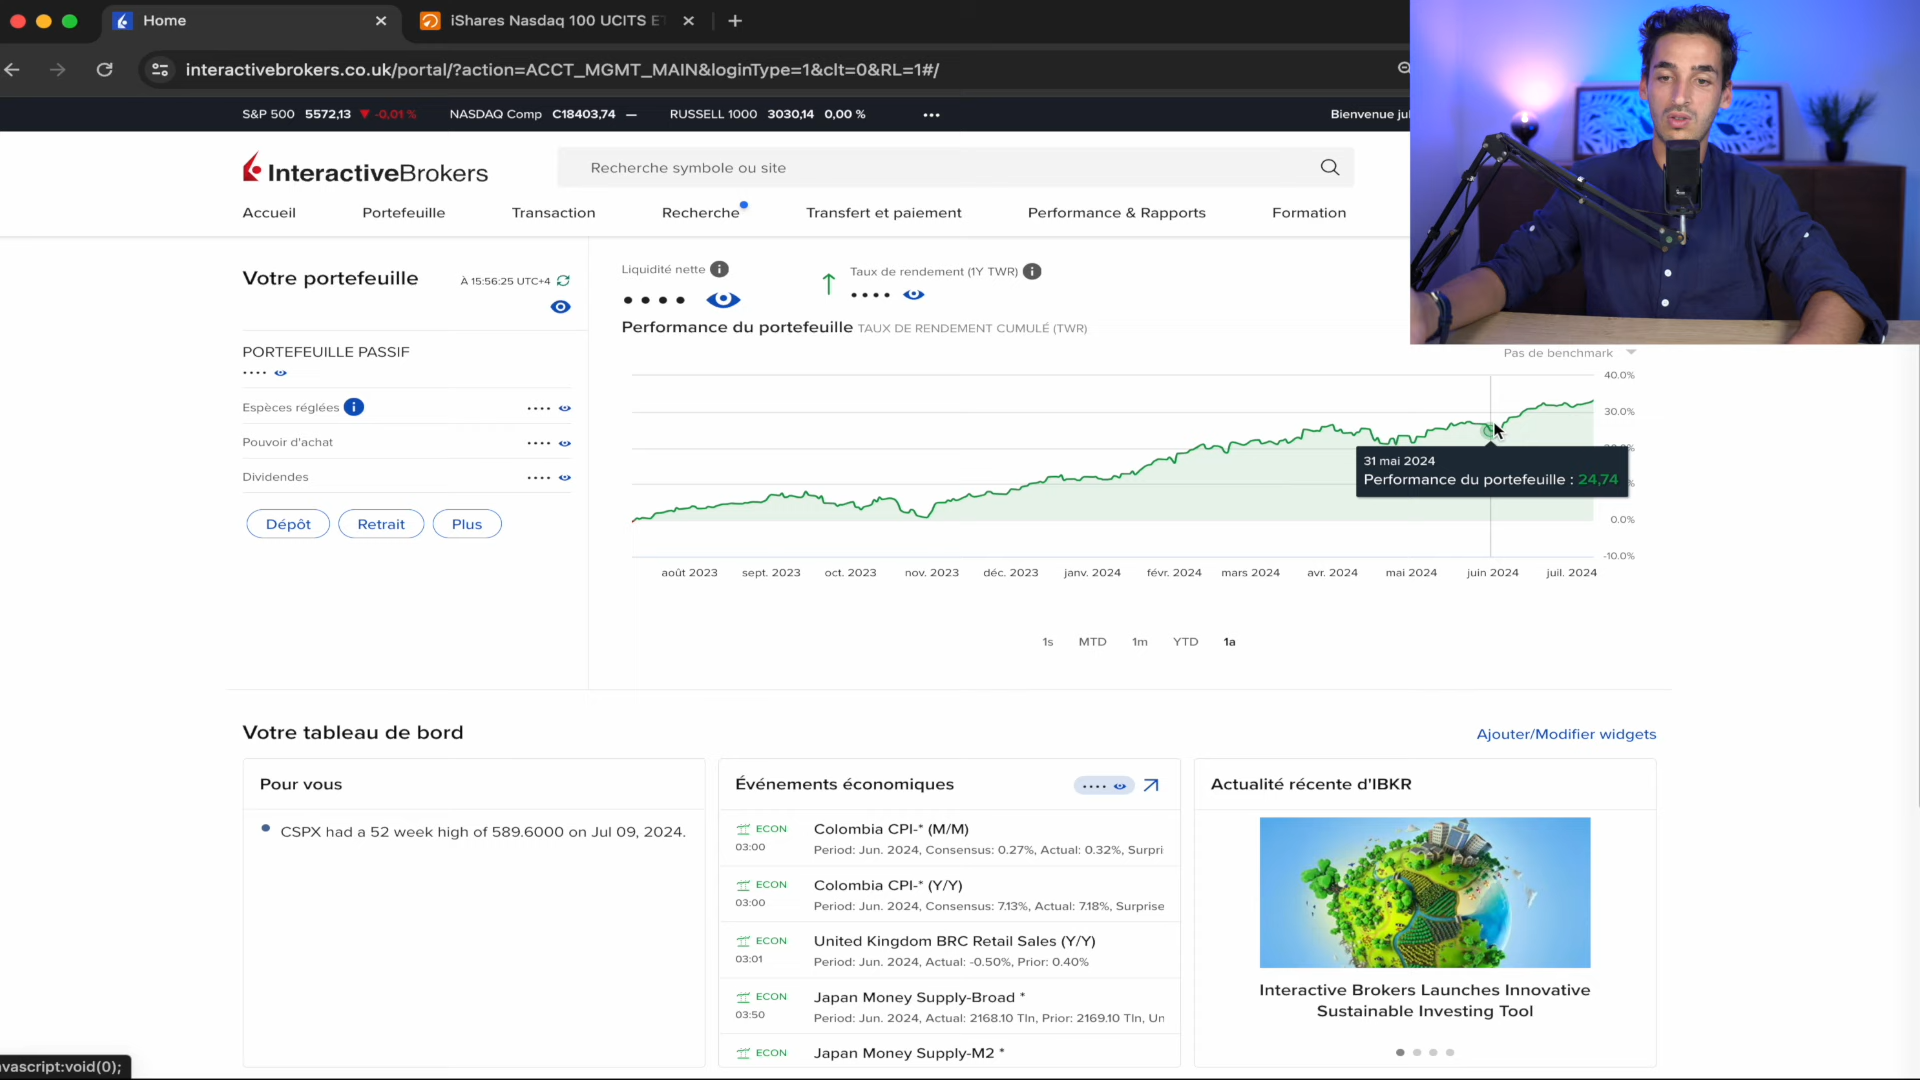 Home
iShares Nasdaq 100 UCITS ET
interactivebrokers.co.uk/portal/?action=ACCT_MGMT_MAIN&loginType=1&clt=0&RL=1#/
S&P 500 5572,13 ▼ -0,01 % NASDAQ Comp C18403,74 — RUSSELL 1000 3030,14 0,00 % ••• Bienvenue jul
InteractiveBrokers
Recherche symbole ou site
Accueil Portefeuille Transaction Recherche Transfert et paiement Performance & Rapports Formation
Votre portefeuille
À 15:56:25 UTC+4
PORTEFEUILLE PASSIF
Espèces réglées
Pouvoir d'achat
Dividendes
Dépôt Retrait Plus
Liquidité nette
Taux de rendement (1Y TWR)
Performance du portefeuille TAUX DE RENDEMENT CUMULÉ (TWR)
Pas de benchmark
40.0%
30.0%
31 mai 2024
Performance du portefeuille : 24,74
0.0%
-10.0%
août 2023 sept. 2023 oct. 2023 nov. 2023 déc. 2023 janv. 2024 févr. 2024 mars 2024 avr. 2024 mai 2024 juin 2024 juil. 2024
1s MTD 1m YTD 1a
Votre tableau de bord
Ajouter/Modifier widgets
Pour vous
CSPX had a 52 week high of 589.6000 on Jul 09, 2024.
Événements économiques
ECON Colombia CPI-* (M/M)
03:00 Period: Jun. 2024, Consensus: 0.27%, Actual: 0.32%, Surpri
ECON Colombia CPI-* (Y/Y)
03:00 Period: Jun. 2024, Consensus: 7.13%, Actual: 7.18%, Surprise
ECON United Kingdom BRC Retail Sales (Y/Y)
03:01 Period: Jun. 2024, Actual: -0.50%, Prior: 0.40%
ECON Japan Money Supply-Broad *
03:50 Period: Jun. 2024, Actual: 2168.10 Tln, Prior: 2169.10 Tln, Un
ECON Japan Money Supply-M2 *
Actualité récente d'IBKR
Interactive Brokers Launches Innovative
Sustainable Investing Tool
avascript:void(0);